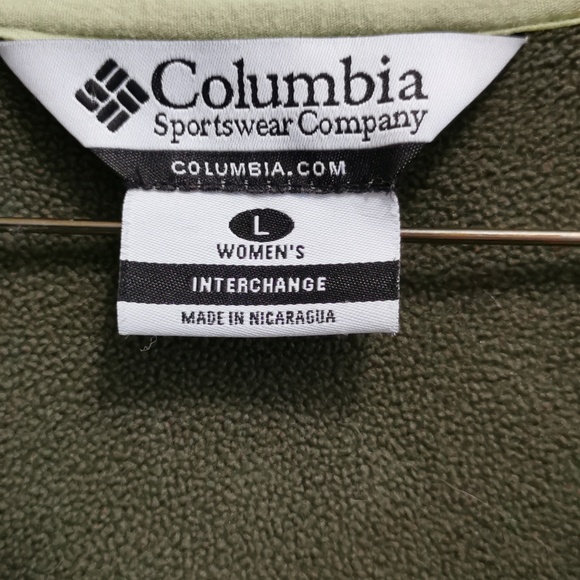 Columbia
Sportswear Company
COLUMBIA.COM
L
WOMEN'S
INTERCHANGE
MADE IN NICARAGUA